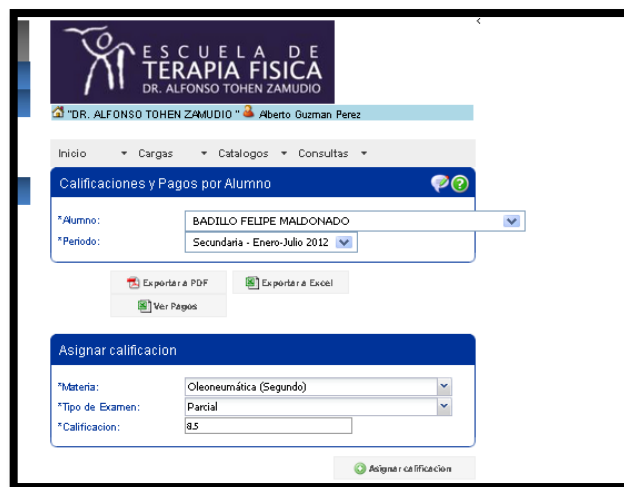 ESCUELA DE
TERAPIA FISICA
DR. ALFONSO TOHEN ZAMUDIO
"DR. ALFONSO TOHEN ZAMUDIO " Alberto Guzman Perez
Inicio Cargas Catalogos Consultas
Calificaciones y Pagos por Alumno
*Alumno: BADILLO FELIPE MALDONADO
*Periodo: Secundaria - Enero-Julio 2012
Exportar a PDF Exportar a Excel
Ver Pagos
Asignar calificacion
*Materia: Oleoneumática (Segundo)
*Tipo de Examen: Parcial
*Calificacion: 8.5
Asignar calificacion